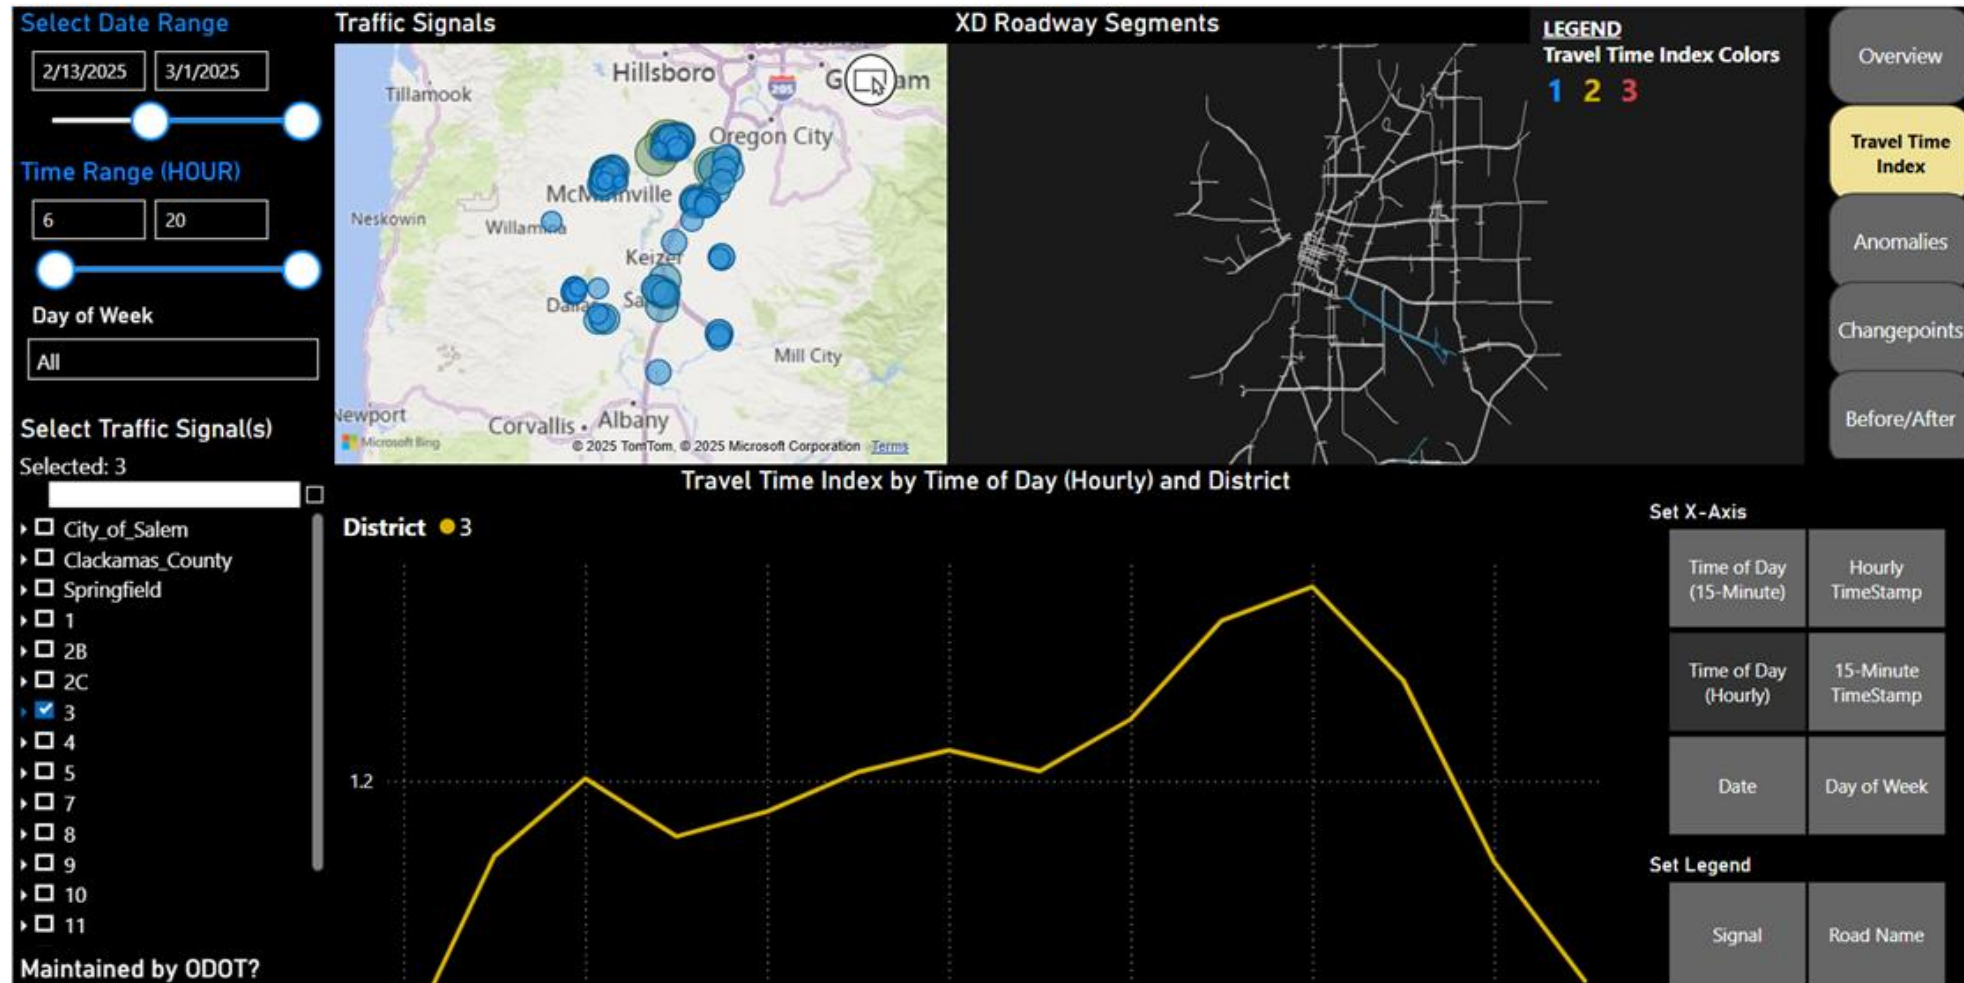 Select Date Range
2/13/2025 3/1/2025
Time Range (HOUR)
6 20
Day of Week
All
Select Traffic Signal(s)
Selected: 3
City_of_Salem
Clackamas_County
Springfield
1
2B
2C
3
4
5
7
8
9
10
11
Maintained by ODOT?
Traffic Signals
Hillsboro
205
Tillamook
Oregon City
McMinnville
Neskowin
Willamina
Keizer
Dallas
Mill City
Newport
Corvallis
Albany
Microsoft Bing
© 2025 TomTom, © 2025 Microsoft Corporation Terms
XD Roadway Segments
LEGEND
Travel Time Index Colors
1 2 3
Overview
Travel Time
Index
Anomalies
Changepoints
Before/After
Travel Time Index by Time of Day (Hourly) and District
District 3
1.2
Set X-Axis
Time of Day
(15-Minute)
Hourly
TimeStamp
Time of Day
(Hourly)
15-Minute
TimeStamp
Date
Day of Week
Set Legend
Signal
Road Name